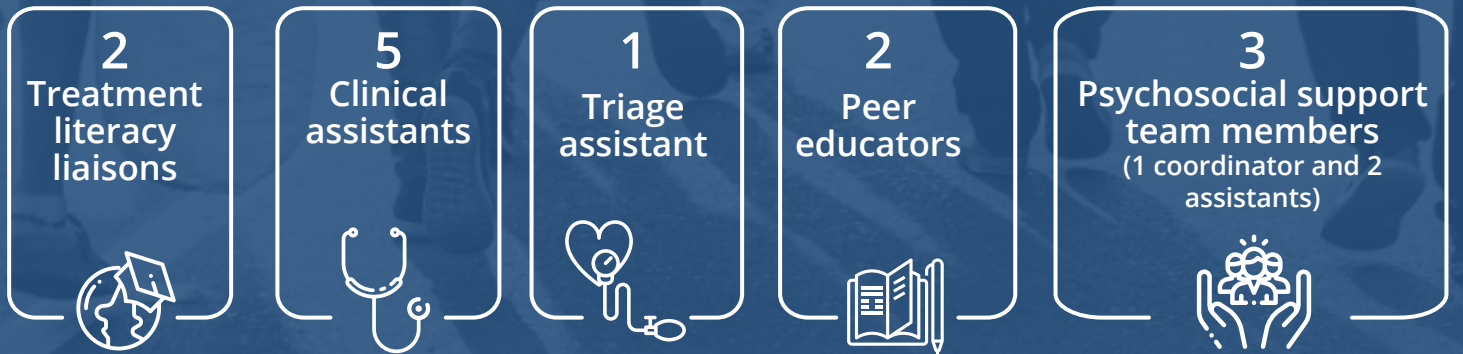 2
Treatment
literacy
liaisons
5
Clinical
assistants
1
Triage
assistant
2
Peer
educators
3
Psychosocial support
team members
(1 coordinator and 2
assistants)